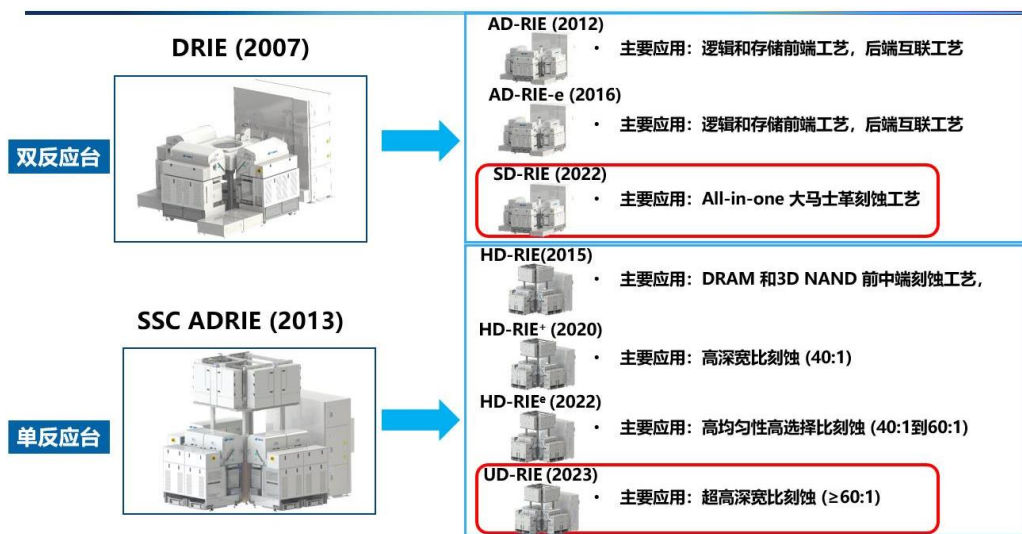 DRIE (2007)
双反应台
AD-RIE (2012)
• 主要应用：逻辑和存储前端工艺，后端互联工艺
AD-RIE-e (2016)
• 主要应用：逻辑和存储前端工艺，后端互联工艺
SD-RIE (2022)
• 主要应用：All-in-one 大马士革刻蚀工艺
SSC ADRIE (2013)
单反应台
HD-RIE(2015)
• 主要应用：DRAM 和3D NAND 前中端刻蚀工艺,
HD-RIE⁺ (2020)
• 主要应用：高深宽比刻蚀 (40:1)
HD-RIEᵉ (2022)
• 主要应用：高均匀性高选择比刻蚀 (40:1到60:1)
UD-RIE (2023)
• 主要应用：超高深宽比刻蚀 (≥60:1)